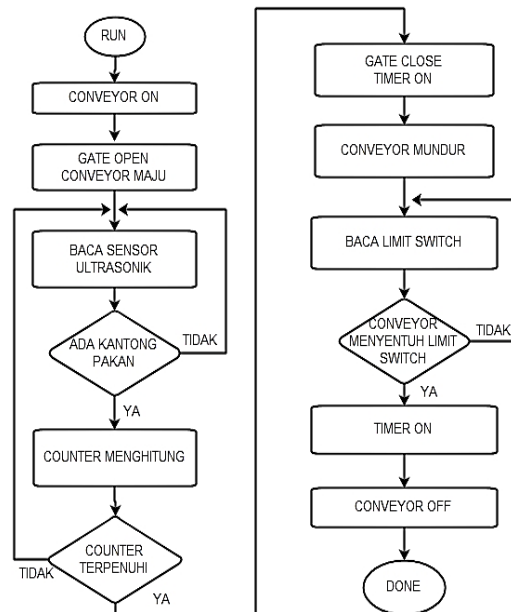 RUN
CONVEYOR ON
GATE OPEN
CONVEYOR MAJU
BACA SENSOR
ULTRASONIK
ADA KANTONG
PAKAN
TIDAK
YA
COUNTER MENGHITUNG
COUNTER
TERPENUHI
TIDAK
YA
GATE CLOSE
TIMER ON
CONVEYOR MUNDUR
BACA LIMIT SWITCH
CONVEYOR
MENYENTUH LIMIT
SWITCH
TIDAK
YA
TIMER ON
CONVEYOR OFF
DONE